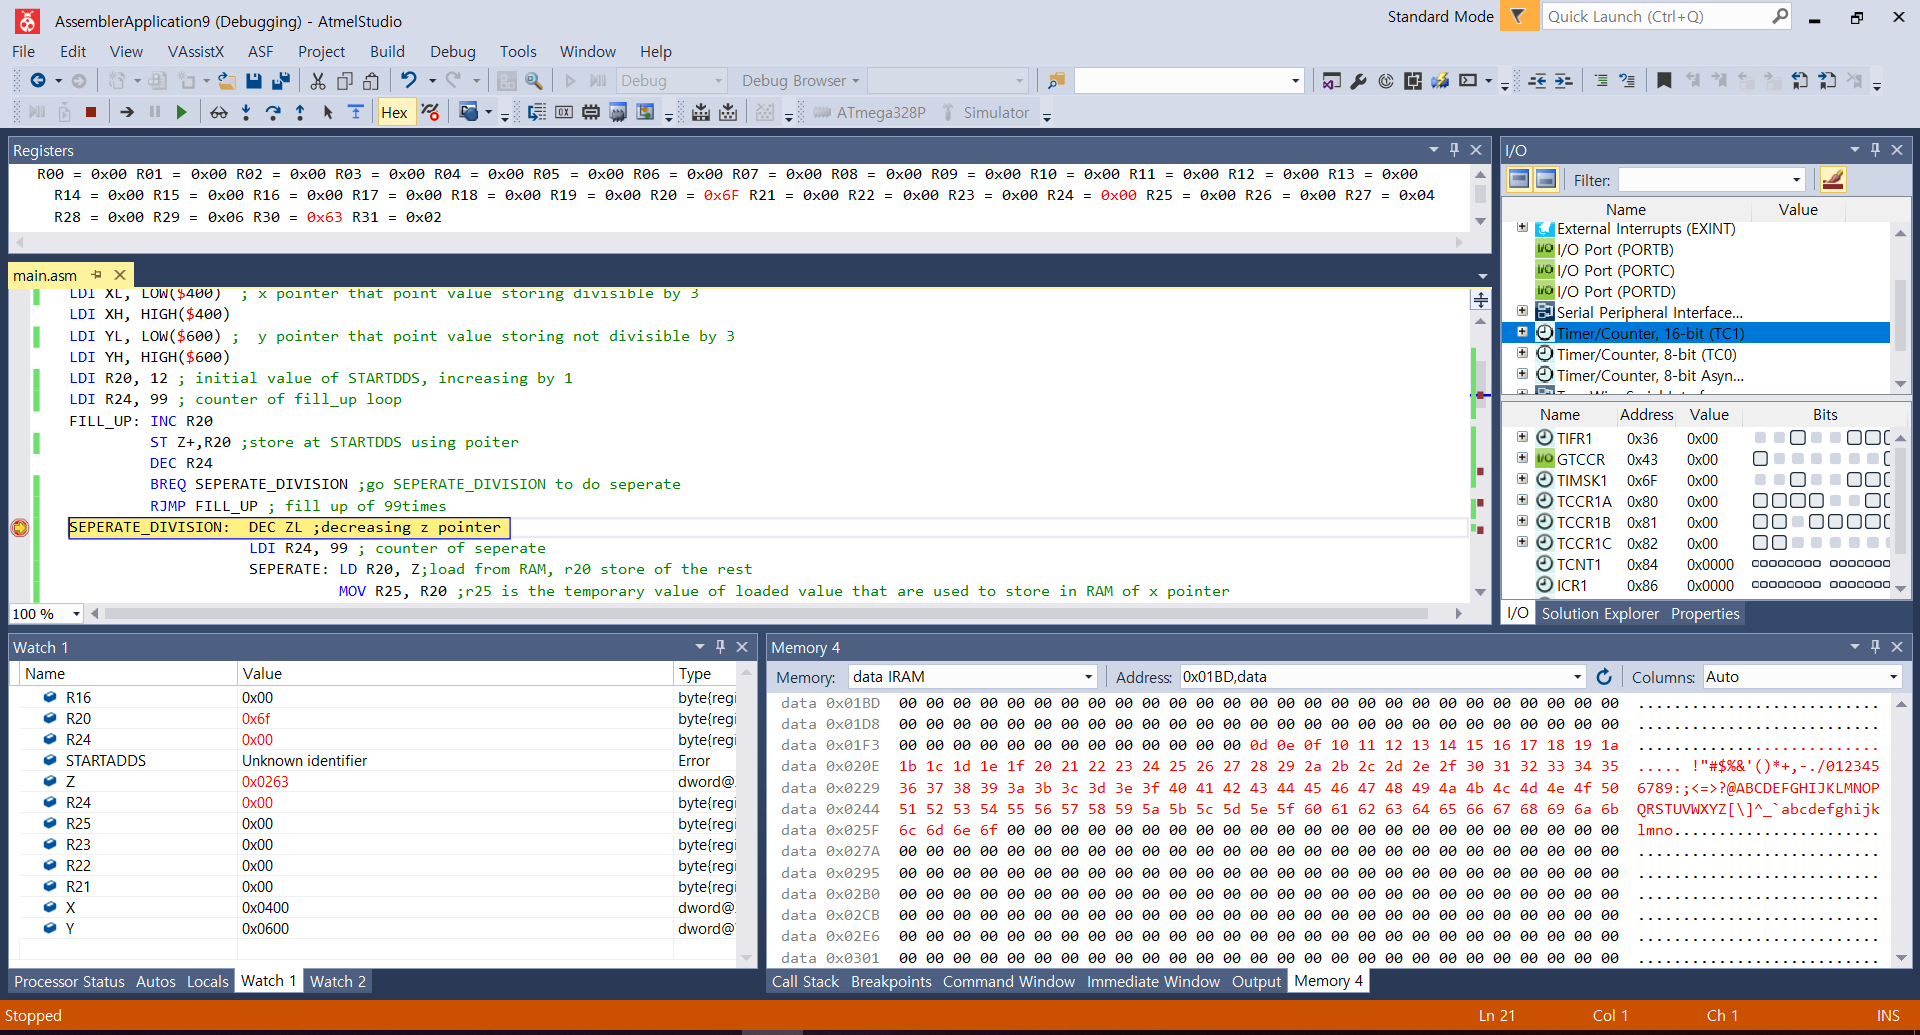 AssemblerApplication9 (Debugging) - AtmelStudio
Standard Mode
Quick Launch (Ctrl+Q)
File Edit View VAssistX ASF Project Build Debug Tools Window Help
Debug Debug Browser
Hex ATmega328P Simulator
Registers
R00 = 0x00 R01 = 0x00 R02 = 0x00 R03 = 0x00 R04 = 0x00 R05 = 0x00 R06 = 0x00 R07 = 0x00 R08 = 0x00 R09 = 0x00 R10 = 0x00 R11 = 0x00 R12 = 0x00 R13 = 0x00
R14 = 0x00 R15 = 0x00 R16 = 0x00 R17 = 0x00 R18 = 0x00 R19 = 0x00 R20 = 0x6F R21 = 0x00 R22 = 0x00 R23 = 0x00 R24 = 0x00 R25 = 0x00 R26 = 0x00 R27 = 0x04
R28 = 0x00 R29 = 0x06 R30 = 0x63 R31 = 0x02
main.asm
LDI XL, LOW($400) ; x pointer that point value storing divisible by 3
LDI XH, HIGH($400)
LDI YL, LOW($600) ; y pointer that point value storing not divisible by 3
LDI YH, HIGH($600)
LDI R20, 12 ; initial value of STARTDDS, increasing by 1
LDI R24, 99 ; counter of fill_up loop
FILL_UP: INC R20
ST Z+,R20 ;store at STARTDDS using poiter
DEC R24
BREQ SEPERATE_DIVISION ;go SEPERATE_DIVISION to do seperate
RJMP FILL_UP ; fill up of 99times
SEPERATE_DIVISION: DEC ZL ;decreasing z pointer
LDI R24, 99 ; counter of seperate
SEPERATE: LD R20, Z;load from RAM, r20 store of the rest
MOV R25, R20 ;r25 is the temporary value of loaded value that are used to store in RAM of x pointer
100 %
I/O
Filter:
Name Value
External Interrupts (EXINT)
I/O Port (PORTB)
I/O Port (PORTC)
I/O Port (PORTD)
Serial Peripheral Interface...
Timer/Counter, 16-bit (TC1)
Timer/Counter, 8-bit (TC0)
Timer/Counter, 8-bit Asyn...
Name Address Value Bits
TIFR1 0x36 0x00
GTCCR 0x43 0x00
TIMSK1 0x6F 0x00
TCCR1A 0x80 0x00
TCCR1B 0x81 0x00
TCCR1C 0x82 0x00
TCNT1 0x84 0x0000
ICR1 0x86 0x0000
I/O Solution Explorer Properties
Watch 1
Name Value Type
R16 0x00 byte{regi
R20 0x6f byte{regi
R24 0x00 byte{regi
STARTADDS Unknown identifier Error
Z 0x0263 dword@
R24 0x00 byte{regi
R25 0x00 byte{regi
R23 0x00 byte{regi
R22 0x00 byte{regi
R21 0x00 byte{regi
X 0x0400 dword@
Y 0x0600 dword@
Processor Status Autos Locals Watch 1 Watch 2
Memory 4
Memory: data IRAM Address: 0x01BD,data Columns: Auto
data 0x01BD 00 00 00 00 00 00 00 00 00 00 00 00 00 00 00 00 00 00 00 00 00 00 00 00 00 00 00 ...........................
data 0x01D8 00 00 00 00 00 00 00 00 00 00 00 00 00 00 00 00 00 00 00 00 00 00 00 00 00 00 00 ...........................
data 0x01F3 00 00 00 00 00 00 00 00 00 00 00 00 00 0d 0e 0f 10 11 12 13 14 15 16 17 18 19 1a ...........................
data 0x020E 1b 1c 1d 1e 1f 20 21 22 23 24 25 26 27 28 29 2a 2b 2c 2d 2e 2f 30 31 32 33 34 35 ..... !"#$%&'()*+,-./012345
data 0x0229 36 37 38 39 3a 3b 3c 3d 3e 3f 40 41 42 43 44 45 46 47 48 49 4a 4b 4c 4d 4e 4f 50 6789:;<=>?@ABCDEFGHIJKLMNOP
data 0x0244 51 52 53 54 55 56 57 58 59 5a 5b 5c 5d 5e 5f 60 61 62 63 64 65 66 67 68 69 6a 6b QRSTUVWXYZ[\]^_`abcdefghijk
data 0x025F 6c 6d 6e 6f 00 00 00 00 00 00 00 00 00 00 00 00 00 00 00 00 00 00 00 00 00 00 00 lmno.......................
data 0x027A 00 00 00 00 00 00 00 00 00 00 00 00 00 00 00 00 00 00 00 00 00 00 00 00 00 00 00 ...........................
data 0x0295 00 00 00 00 00 00 00 00 00 00 00 00 00 00 00 00 00 00 00 00 00 00 00 00 00 00 00 ...........................
data 0x02B0 00 00 00 00 00 00 00 00 00 00 00 00 00 00 00 00 00 00 00 00 00 00 00 00 00 00 00 ...........................
data 0x02CB 00 00 00 00 00 00 00 00 00 00 00 00 00 00 00 00 00 00 00 00 00 00 00 00 00 00 00 ...........................
data 0x02E6 00 00 00 00 00 00 00 00 00 00 00 00 00 00 00 00 00 00 00 00 00 00 00 00 00 00 00 ...........................
data 0x0301 00 00 00 00 00 00 00 00 00 00 00 00 00 00 00 00 00 00 00 00 00 00 00 00 00 00 00 ...........................
Call Stack Breakpoints Command Window Immediate Window Output Memory 4
Stopped Ln 21 Col 1 Ch 1 INS